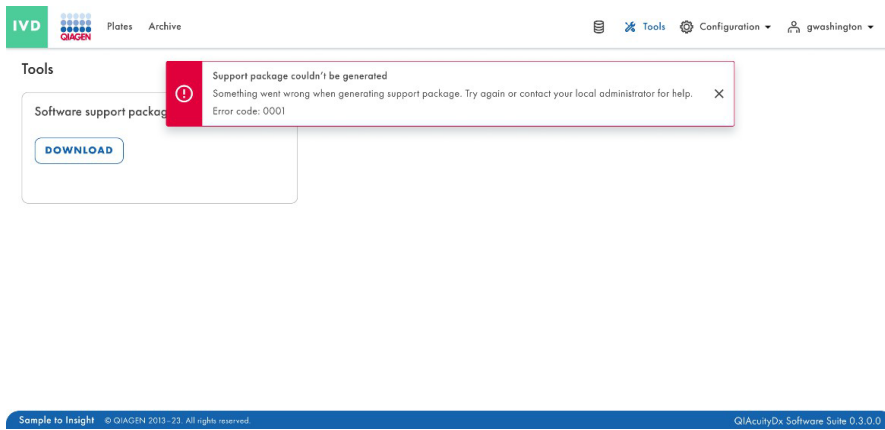 IVD
QIAGEN
Plates Archive
Tools Configuration gwashington
Tools
Support package couldn't be generated
Something went wrong when generating support package. Try again or contact your local administrator for help.
Error code: 0001
Software support packag
DOWNLOAD
Sample to Insight © QIAGEN 2013–23. All rights reserved.
QIAcuityDx Software Suite 0.3.0.0